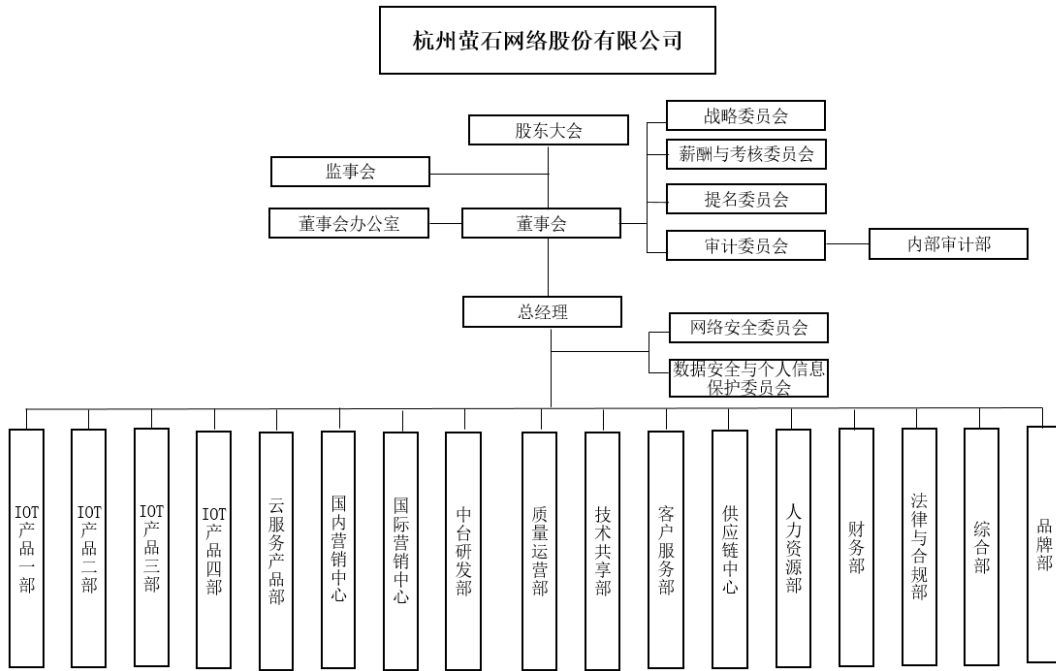 杭州萤石网络股份有限公司
战略委员会
股东大会
薪酬与考核委员会
监事会
提名委员会
董事会办公室
董事会
审计委员会
内部审计部
总经理
网络安全委员会
数据安全与个人信息
保护委员会
IOT产品一部
IOT产品二部
IOT产品三部
IOT产品四部
云服务产品部
国内营销中心
国际营销中心
中台研发部
质量运营部
技术共享部
客户服务部
供应链中心
人力资源部
财务部
法律与合规部
综合部
品牌部